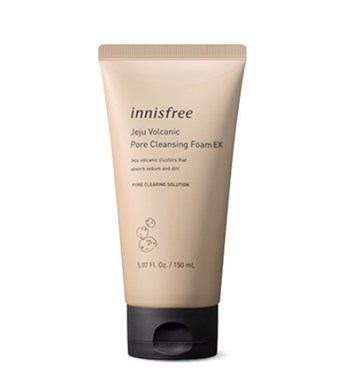 innisfree
Jeju Volcanic
Pore Cleansing Foam EX
Jeju volcanic clusters that
absorb sebum and dirt
PORE CLEARING SOLUTION
5.07 Fl. Oz. / 150 mL